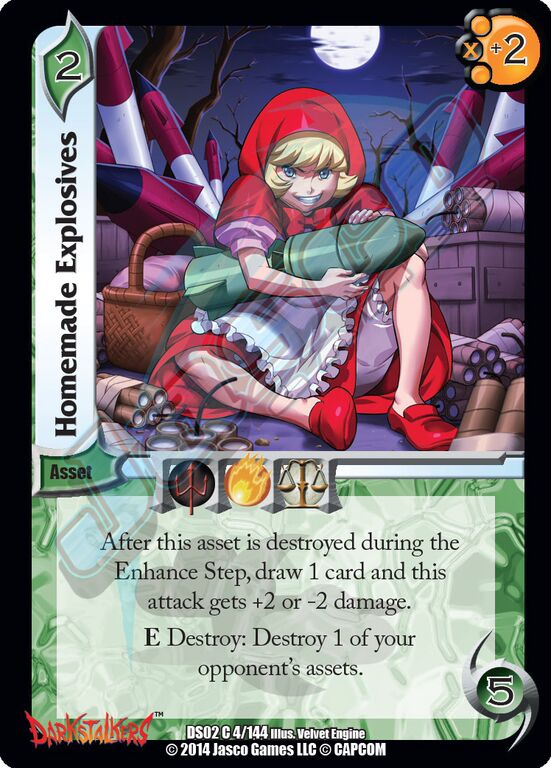 2
x +2
Homemade Explosives
Asset
After this asset is destroyed during the
Enhance Step, draw 1 card and this
attack gets +2 or -2 damage.
E Destroy: Destroy 1 of your
opponent's assets.
5
DARKSTALKERS™
DS02 C 4/144 Illus. Velvet Engine
© 2014 Jasco Games LLC © CAPCOM